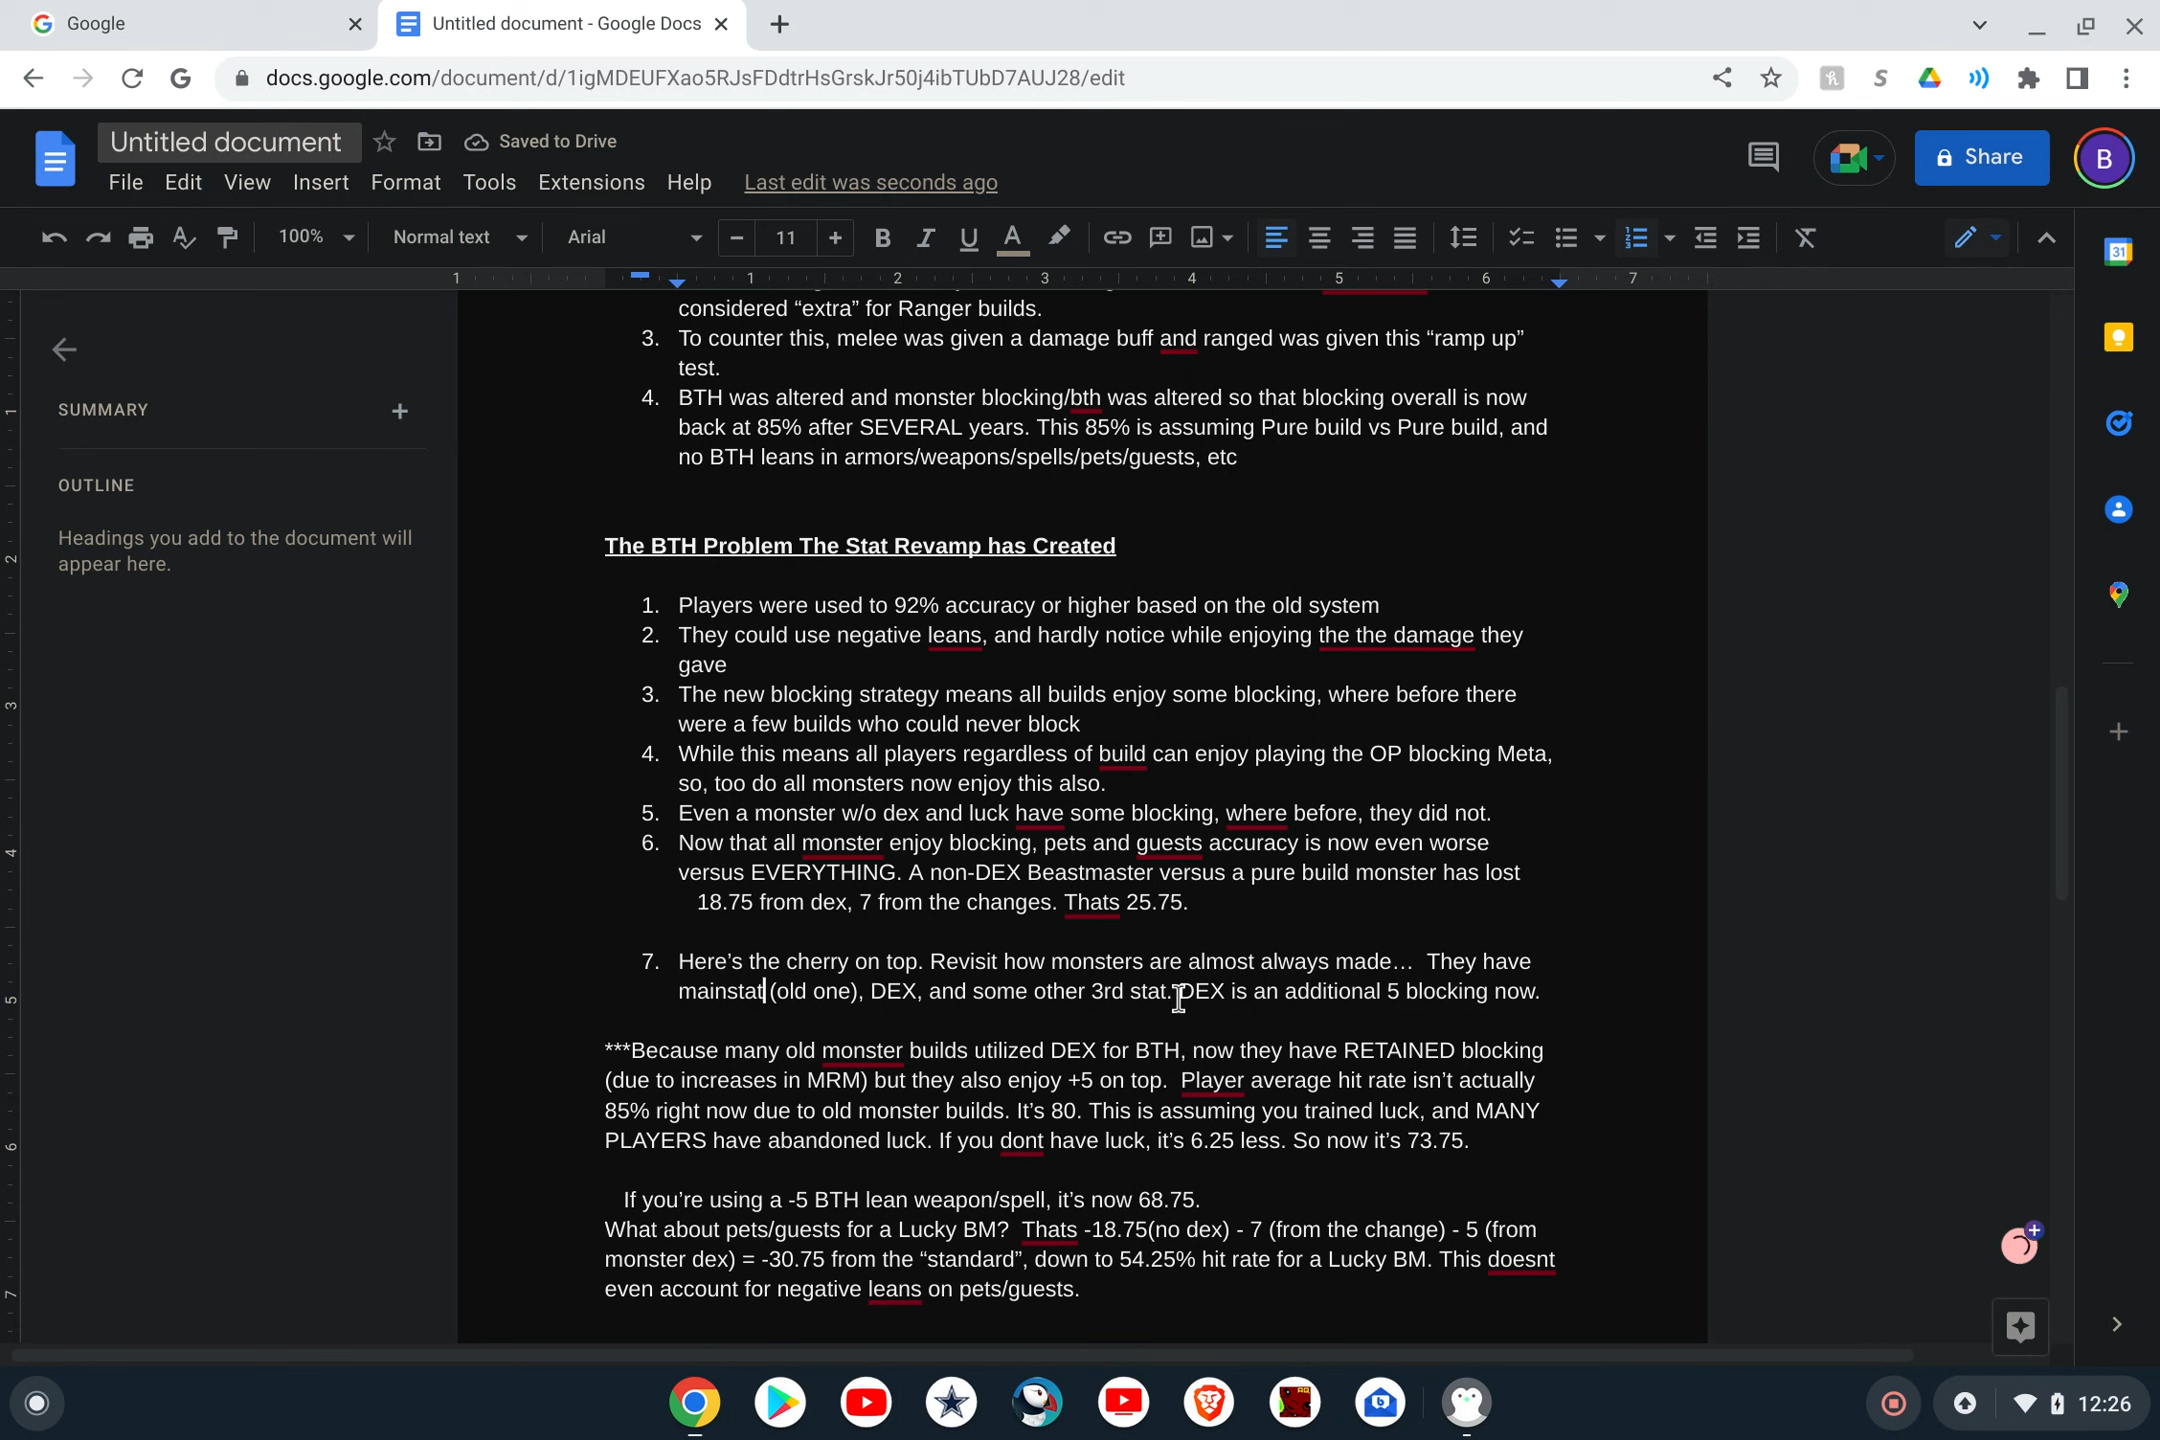 Google
Untitled document - Google Docs
docs.google.com/document/d/1igMDEUFXao5RJsFDdtrHsGrskJr50j4ibTUbD7AUJ28/edit
Untitled document
Saved to Drive
Share
B
File Edit View Insert Format Tools Extensions Help Last edit was seconds ago
100% Normal text Arial 11
1 1 2 3 4 5 6 7
SUMMARY
OUTLINE
Headings you add to the document will
appear here.
considered “extra” for Ranger builds.
3. To counter this, melee was given a damage buff and ranged was given this “ramp up”
test.
4. BTH was altered and monster blocking/bth was altered so that blocking overall is now
back at 85% after SEVERAL years. This 85% is assuming Pure build vs Pure build, and
no BTH leans in armors/weapons/spells/pets/guests, etc
The BTH Problem The Stat Revamp has Created
1. Players were used to 92% accuracy or higher based on the old system
2. They could use negative leans, and hardly notice while enjoying the the damage they
gave
3. The new blocking strategy means all builds enjoy some blocking, where before there
were a few builds who could never block
4. While this means all players regardless of build can enjoy playing the OP blocking Meta,
so, too do all monsters now enjoy this also.
5. Even a monster w/o dex and luck have some blocking, where before, they did not.
6. Now that all monster enjoy blocking, pets and guests accuracy is now even worse
versus EVERYTHING. A non-DEX Beastmaster versus a pure build monster has lost
18.75 from dex, 7 from the changes. Thats 25.75.
7. Here’s the cherry on top. Revisit how monsters are almost always made… They have
mainstat (old one), DEX, and some other 3rd stat. DEX is an additional 5 blocking now.
***Because many old monster builds utilized DEX for BTH, now they have RETAINED blocking
(due to increases in MRM) but they also enjoy +5 on top. Player average hit rate isn’t actually
85% right now due to old monster builds. It’s 80. This is assuming you trained luck, and MANY
PLAYERS have abandoned luck. If you dont have luck, it’s 6.25 less. So now it’s 73.75.
If you’re using a -5 BTH lean weapon/spell, it’s now 68.75.
What about pets/guests for a Lucky BM? Thats -18.75(no dex) - 7 (from the change) - 5 (from
monster dex) = -30.75 from the “standard”, down to 54.25% hit rate for a Lucky BM. This doesnt
even account for negative leans on pets/guests.
1
2
3
4
5
6
7
31
12:26